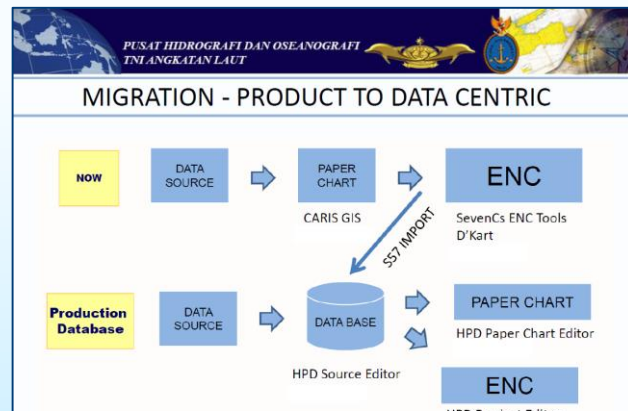 PUSAT HIDROGRAFI DAN OSEANOGRAFI
TNI ANGKATAN LAUT
MIGRATION - PRODUCT TO DATA CENTRIC
NOW
DATA
SOURCE
PAPER
CHART
ENC
CARIS GIS
SevenCs ENC Tools
D'Kart
S57 IMPORT
Production
Database
DATA
SOURCE
DATA BASE
PAPER CHART
HPD Source Editor
HPD Paper Chart Editor
ENC